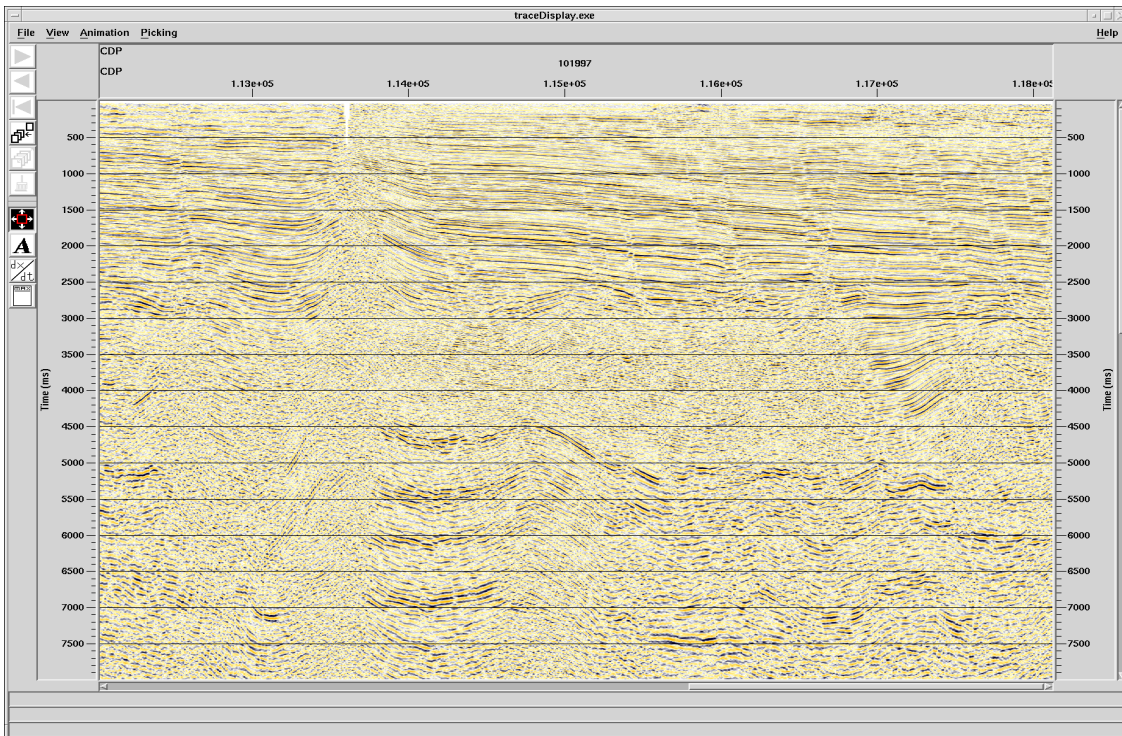 traceDisplay.exe
File View Animation Picking Help
CDP
101997
CDP
1.13e+05 1.14e+05 1.15e+05 1.16e+05 1.17e+05 1.18e+05
500 500
1000 1000
1500 1500
A 2000 2000
dx/dt 2500 2500
3000 3000
3500 3500
Time (ms) 4000 4000 Time (ms)
4500 4500
5000 5000
5500 5500
6000 6000
6500 6500
7000 7000
7500 7500